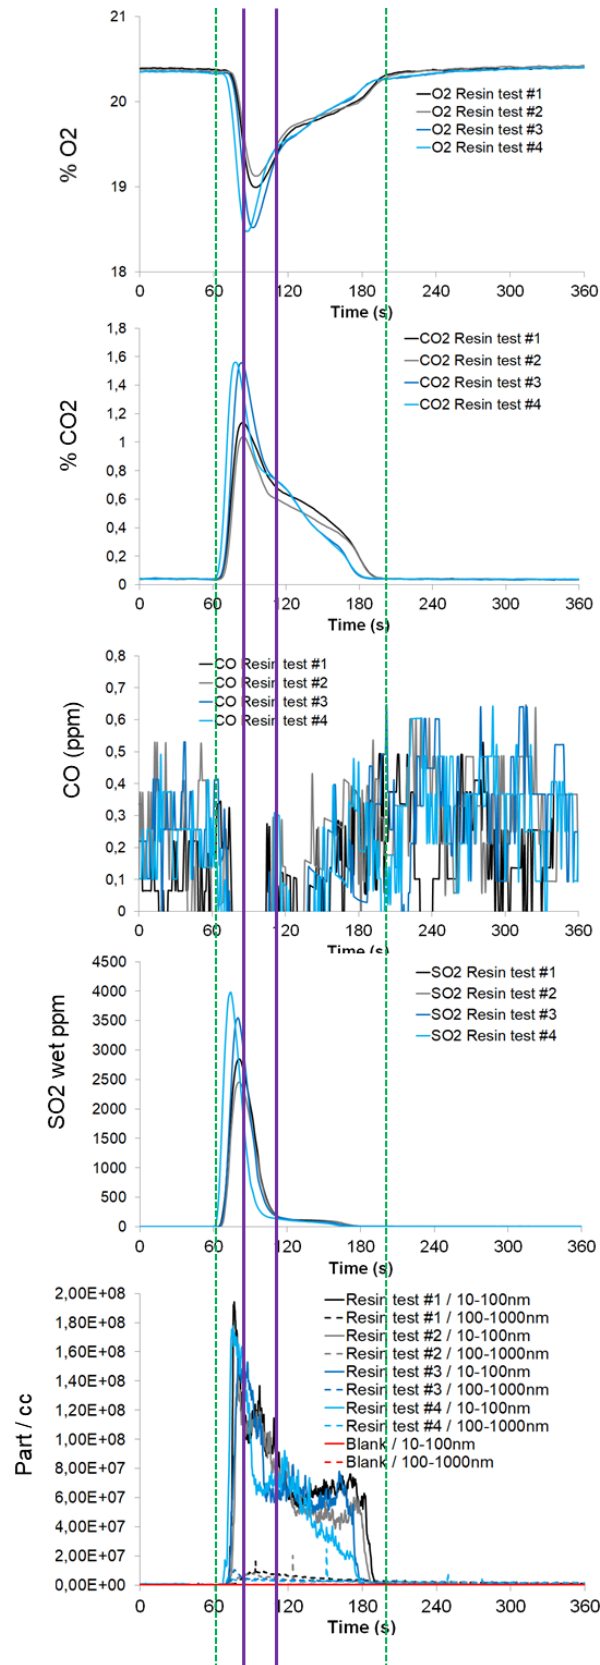 21
20
19
18
% O2
O2 Resin test #1
O2 Resin test #2
O2 Resin test #3
O2 Resin test #4
0 60 120 180 240 300 360
Time (s)
1,8
1,6
1,4
1,2
1
0,8
0,6
0,4
0,2
0
% CO2
CO2 Resin test #1
CO2 Resin test #2
CO2 Resin test #3
CO2 Resin test #4
0 60 120 180 240 300 360
Time (s)
0,8
0,7
0,6
0,5
0,4
0,3
0,2
0,1
0
CO (ppm)
CO Resin test #1
CO Resin test #2
CO Resin test #3
CO Resin test #4
0 60 120 180 240 300 360
Time (s)
4500
4000
3500
3000
2500
2000
1500
1000
500
0
SO2 wet ppm
SO2 Resin test #1
SO2 Resin test #2
SO2 Resin test #3
SO2 Resin test #4
0 60 120 180 240 300 360
Time (s)
2,00E+08
1,80E+08
1,60E+08
1,40E+08
1,20E+08
1,00E+08
8,00E+07
6,00E+07
4,00E+07
2,00E+07
0,00E+00
Part / cc
Resin test #1 / 10-100nm
Resin test #1 / 100-1000nm
Resin test #2 / 10-100nm
Resin test #2 / 100-1000nm
Resin test #3 / 10-100nm
Resin test #3 / 100-1000nm
Resin test #4 / 10-100nm
Resin test #4 / 100-1000nm
Blank / 10-100nm
Blank / 100-1000nm
0 60 120 180 240 300 360
Time (s)